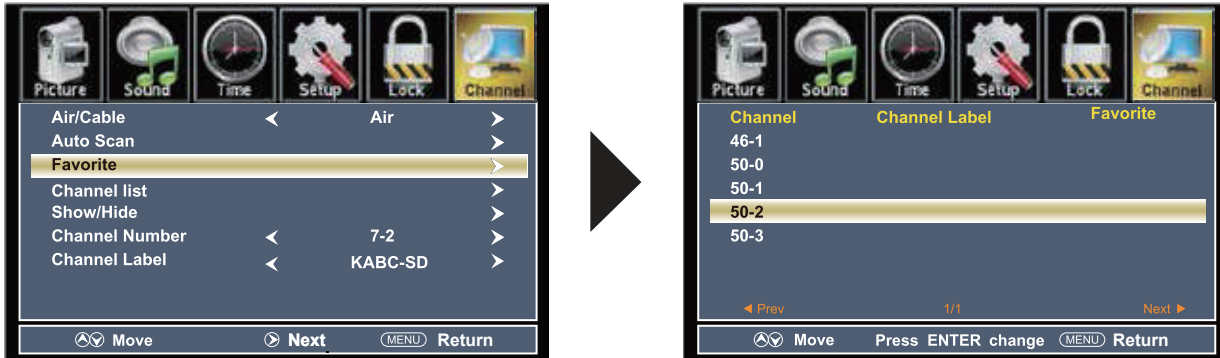 Picture Sound Time Setup Lock Channel
Air/Cable Air
Auto Scan
Favorite
Channel list
Show/Hide
Channel Number 7-2
Channel Label KABC-SD
Move Next MENU Return
Picture Sound Time Setup Lock Channel
Channel Channel Label Favorite
46-1
50-0
50-1
50-2
50-3
◄ Prev 1/1 Next ►
Move Press ENTER change MENU Return